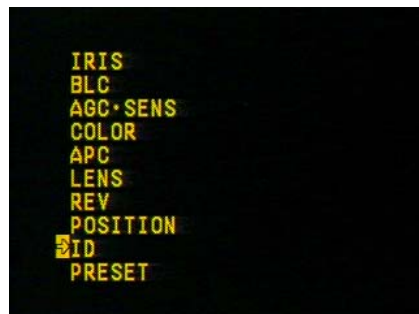 IRIS
BLC
AGC·SENS
COLOR
APC
LENS
REV
POSITION
→ID
PRESET